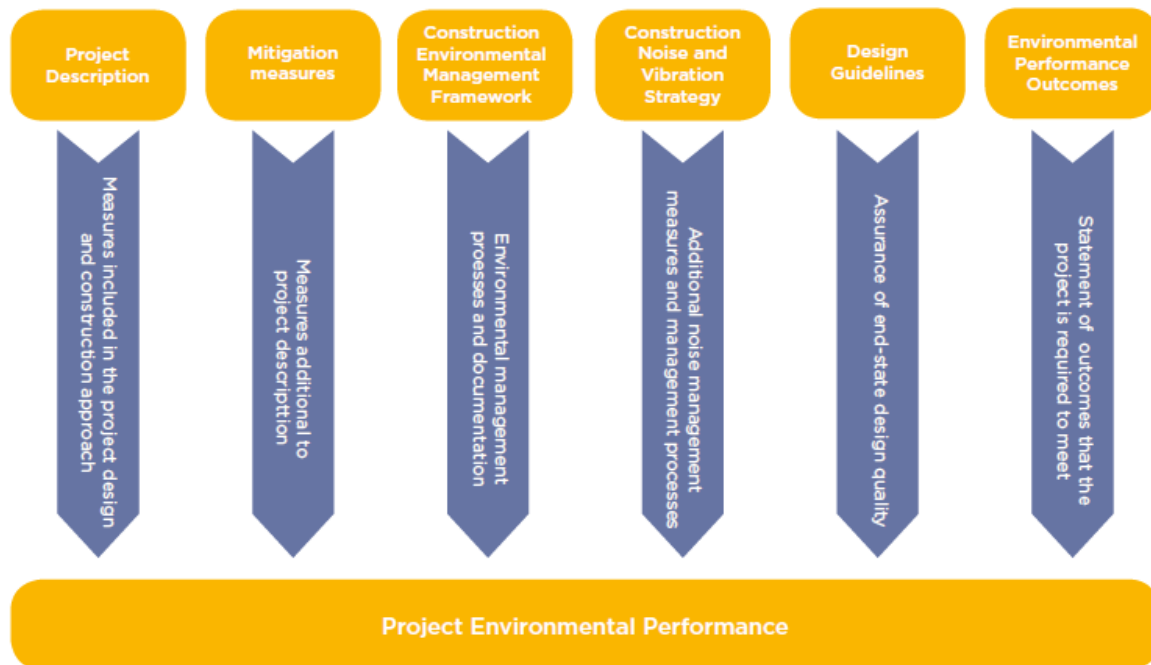 Project
Description
Mitigation
measures
Construction
Environmental
Management
Framework
Construction
Noise and
Vibration
Strategy
Design
Guidelines
Environmental
Performance
Outcomes
Measures included in the project design
and construction approach
Measures additional to
project descripttion
Environmental management
proesses and documentation
Additional noise management
measures and management processes
Assurance of end-state design quality
Statement of outcomes that the
project is required to meet
Project Environmental Performance